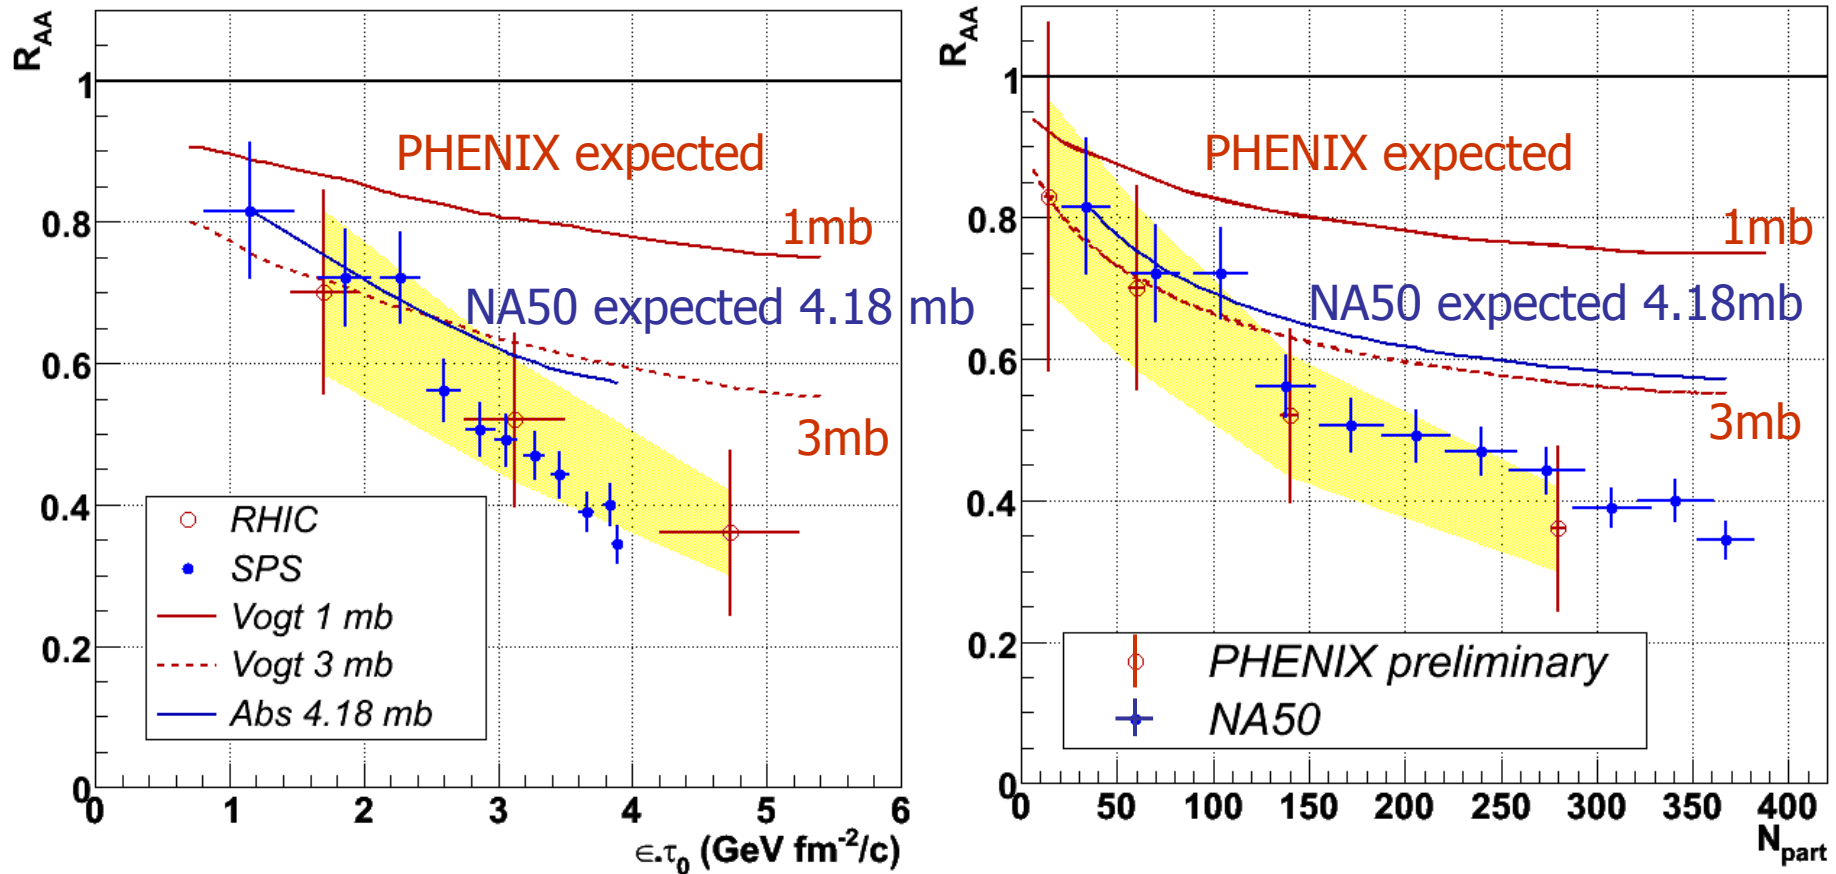 R_AA
1
0.8
0.6
0.4
0.2
0
0 1 2 3 4 5 6
ϵ.τ₀ (GeV fm⁻²/c)
PHENIX expected
1mb
NA50 expected 4.18 mb
3mb
RHIC
SPS
Vogt 1 mb
Vogt 3 mb
Abs 4.18 mb
R_AA
1
0.8
0.6
0.4
0.2
0
0 50 100 150 200 250 300 350 400
N_part
PHENIX expected
1mb
NA50 expected 4.18mb
3mb
PHENIX preliminary
NA50